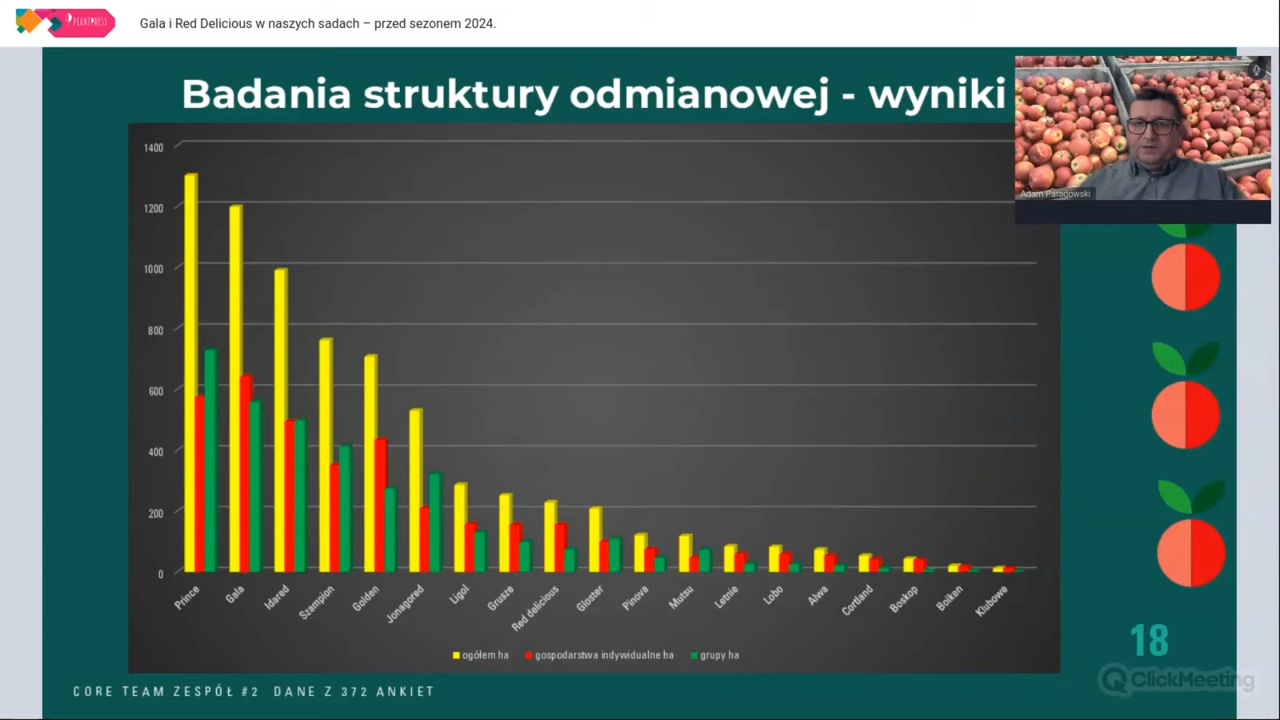 PLANTPRESS
Gala i Red Delicious w naszych sadach – przed sezonem 2024.
Badania struktury odmianowej - wyniki
Adam Paradowski
1400
1200
1000
800
600
400
200
0
Prince
Gala
Idared
Szampion
Golden
Jonagored
Ligol
Grusze
Red delicious
Gloster
Pinova
Mutsu
Letnie
Lobo
Alwa
Cortland
Boskop
Boiken
Klubowe
ogółem ha
gospodarstwa indywidualne ha
grupy ha
18
CORE TEAM ZESPÓŁ #2 DANE Z 372 ANKIET
ClickMeeting